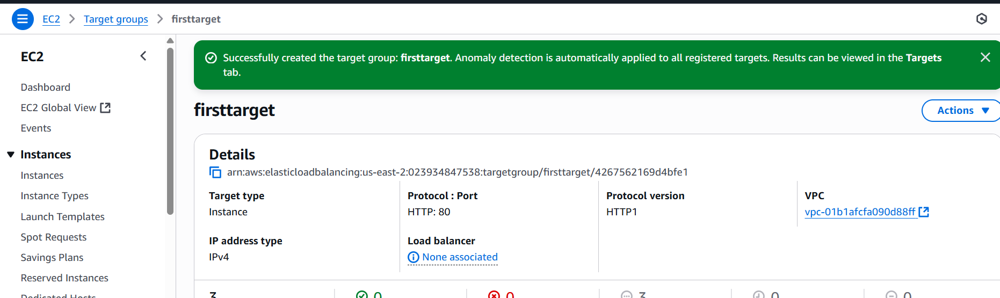 EC2 > Target groups > firsttarget
EC2
Dashboard
EC2 Global View
Events
Instances
Instances
Instance Types
Launch Templates
Spot Requests
Savings Plans
Reserved Instances
Dedicated Hosts
Successfully created the target group: firsttarget. Anomaly detection is automatically applied to all registered targets. Results can be viewed in the Targets
tab.
firsttarget
Actions
Details
arn:aws:elasticloadbalancing:us-east-2:023934847538:targetgroup/firsttarget/4267562169d4bfe1
Target type
Instance
Protocol : Port
HTTP: 80
Protocol version
HTTP1
VPC
vpc-01b1afcfa090d88ff
IP address type
IPv4
Load balancer
None associated
3 0 0 3 0 0